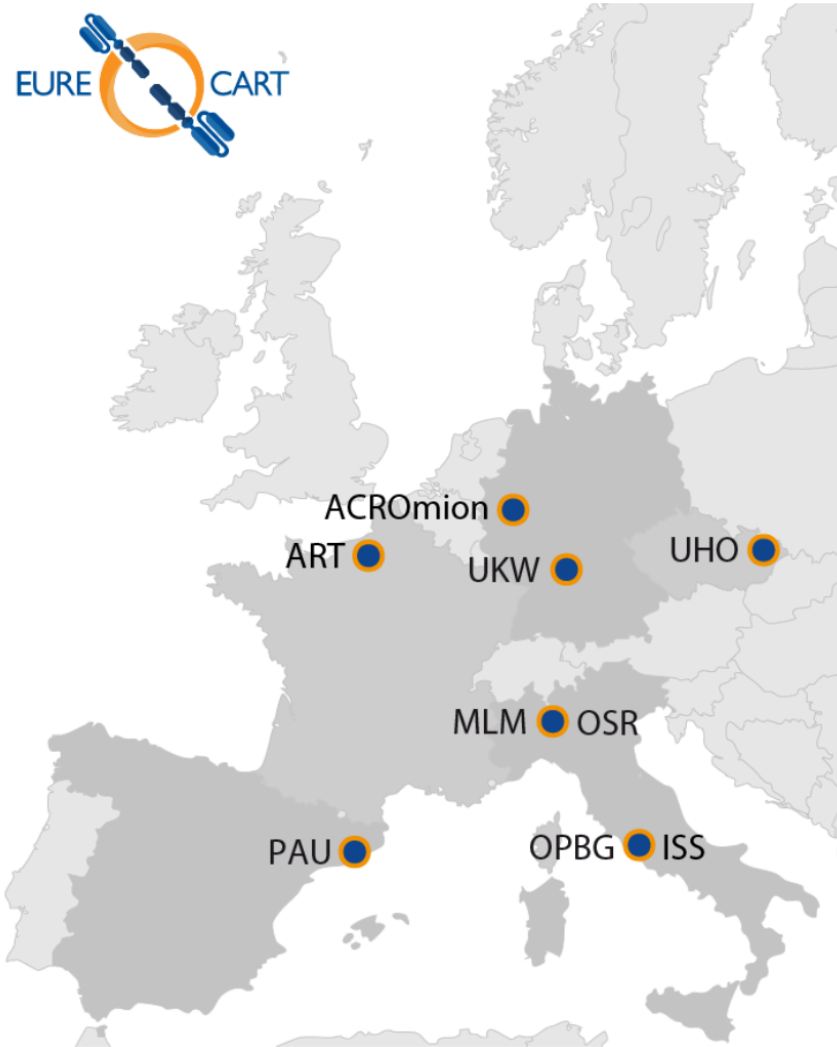 EURE CART
ACROmion
ART
UKW
UHO
MLM OSR
PAU
OPBG ISS